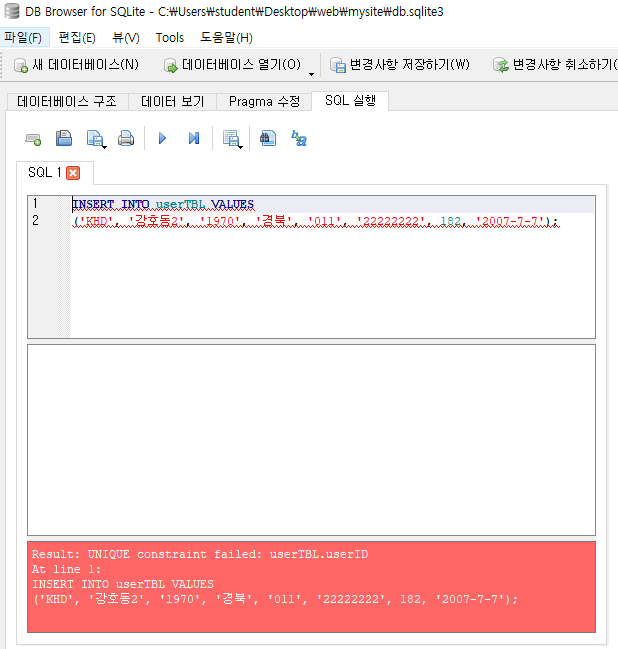 DB Browser for SQLite - C:₩Users₩student₩Desktop₩web₩mysite₩db.sqlite3
파일(F) 편집(E) 뷰(V) Tools 도움말(H)
새 데이터베이스(N) 데이터베이스 열기(O) 변경사항 저장하기(W) 변경사항 취소하기(
데이터베이스 구조 데이터 보기 Pragma 수정 SQL 실행
SQL 1
1 INSERT INTO userTBL VALUES
2 ('KHD', '강호동2', '1970', '경북', '011', '22222222', 182, '2007-7-7');
Result: UNIQUE constraint failed: userTBL.userID
At line 1:
INSERT INTO userTBL VALUES
('KHD', '강호동2', '1970', '경북', '011', '22222222', 182, '2007-7-7');